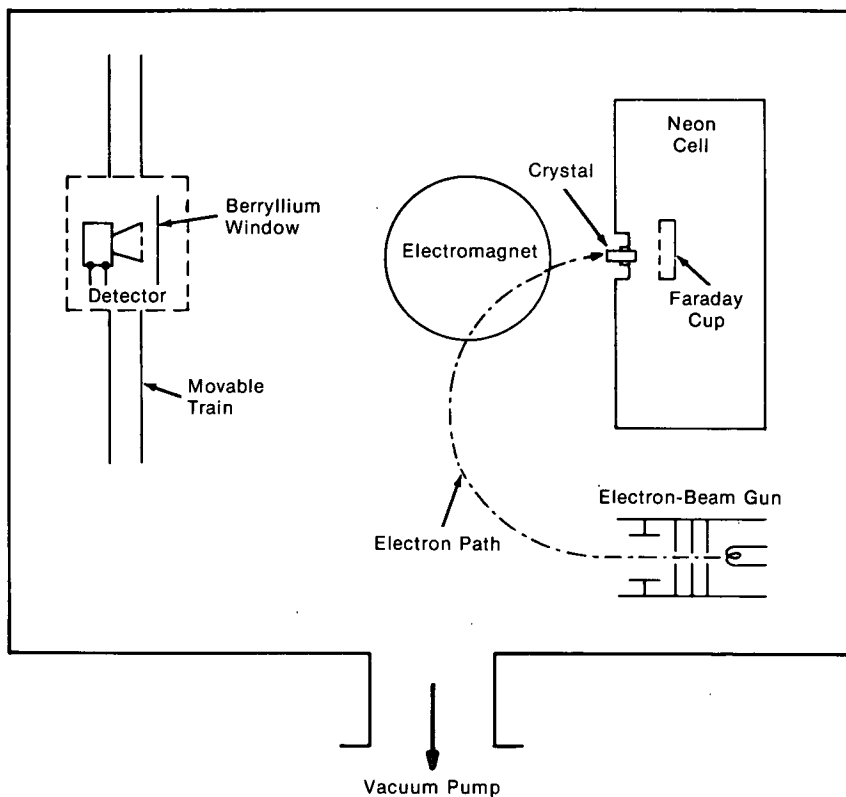 Neon
Cell
Crystal
Berryllium
Window
Electromagnet
Detector
Faraday
Cup
Movable
Train
Electron-Beam Gun
Electron Path
Vacuum Pump